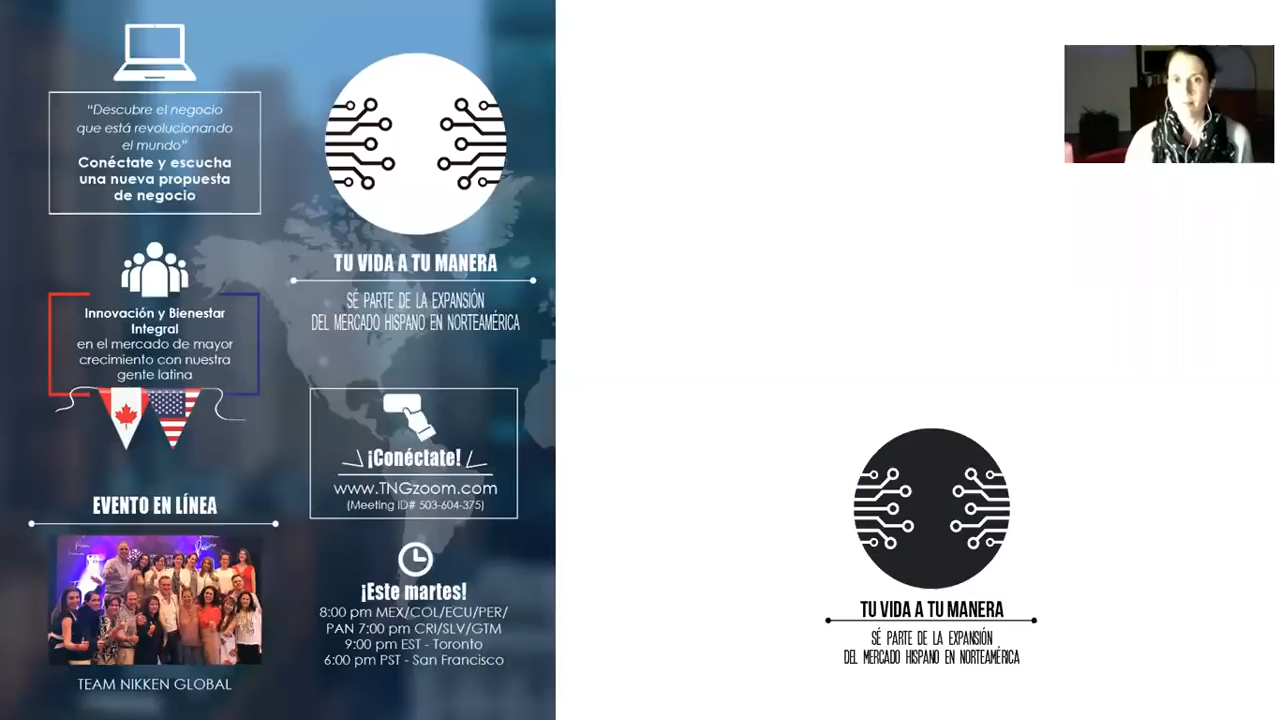 “Descubre el negocio
que está revolucionando
el mundo”
Conéctate y escucha
una nueva propuesta
de negocio
Innovación y Bienestar
Integral
en el mercado de mayor
crecimiento con nuestra
gente latina
EVENTO EN LÍNEA
TEAM NIKKEN GLOBAL
TU VIDA A TU MANERA
SÉ PARTE DE LA EXPANSIÓN
DEL MERCADO HISPANO EN NORTEAMÉRICA
¡Conéctate!
www.TNGzoom.com
(Meeting ID# 503-604-375)
¡Este martes!
8:00 pm MEX/COL/ECU/PER/
PAN 7:00 pm CRI/SLV/GTM
9:00 pm EST - Toronto
6:00 pm PST - San Francisco
TU VIDA A TU MANERA
SÉ PARTE DE LA EXPANSIÓN
DEL MERCADO HISPANO EN NORTEAMÉRICA